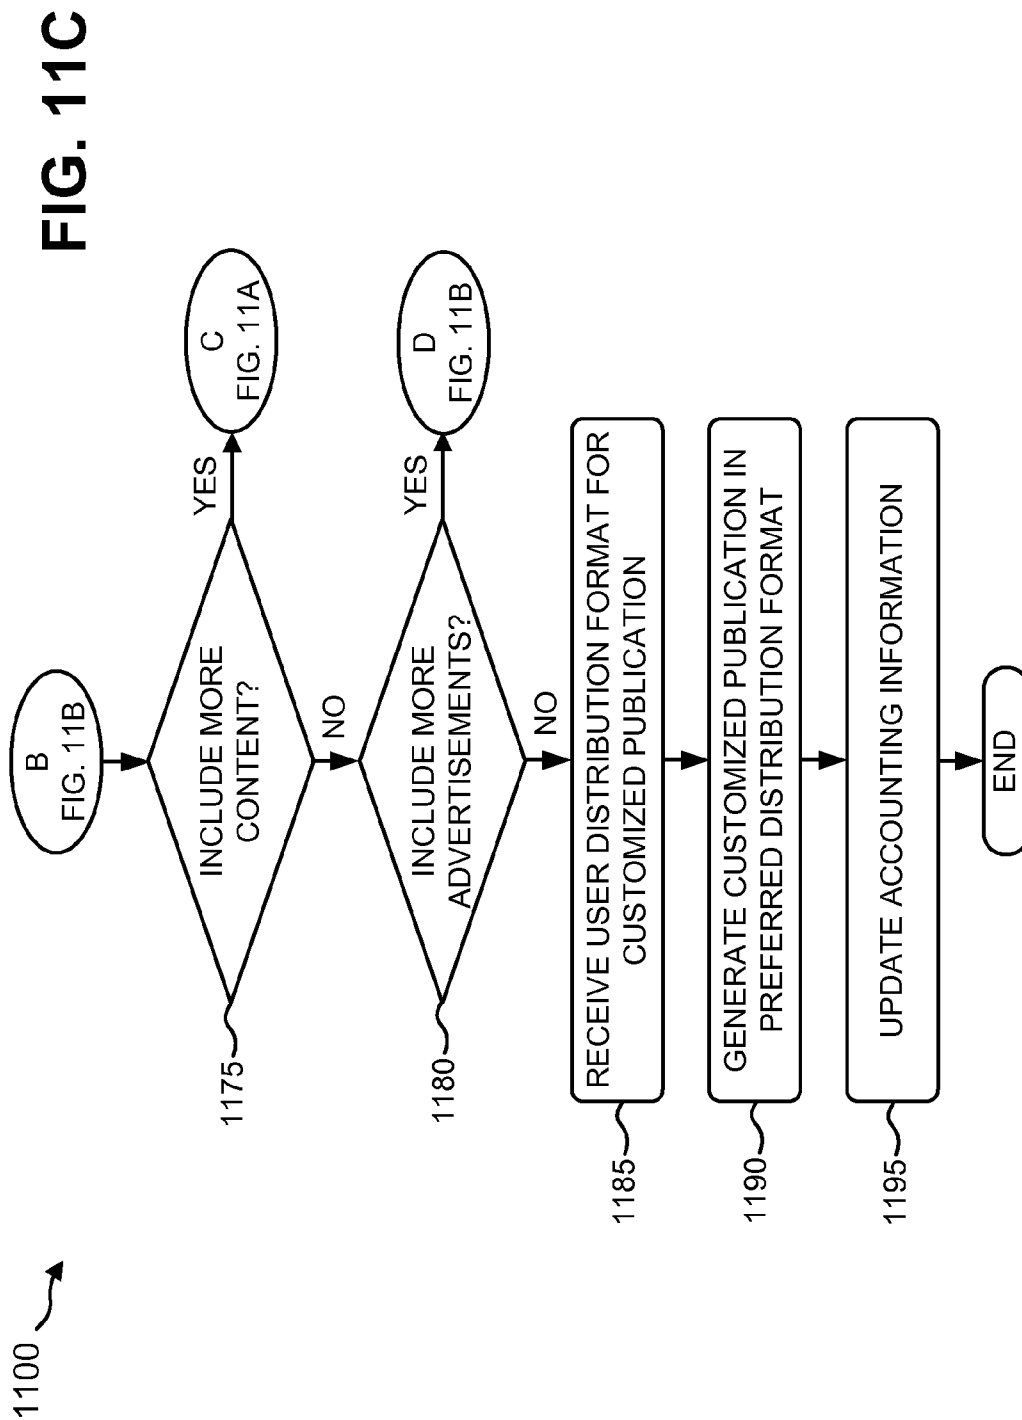 FIG. 11C
1100
B
FIG. 11B
INCLUDE MORE
CONTENT?
1175
YES
C
FIG. 11A
NO
INCLUDE MORE
ADVERTISEMENTS?
1180
YES
D
FIG. 11B
NO
RECEIVE USER DISTRIBUTION FORMAT FOR
CUSTOMIZED PUBLICATION
1185
GENERATE CUSTOMIZED PUBLICATION IN
PREFERRED DISTRIBUTION FORMAT
1190
UPDATE ACCOUNTING INFORMATION
1195
END